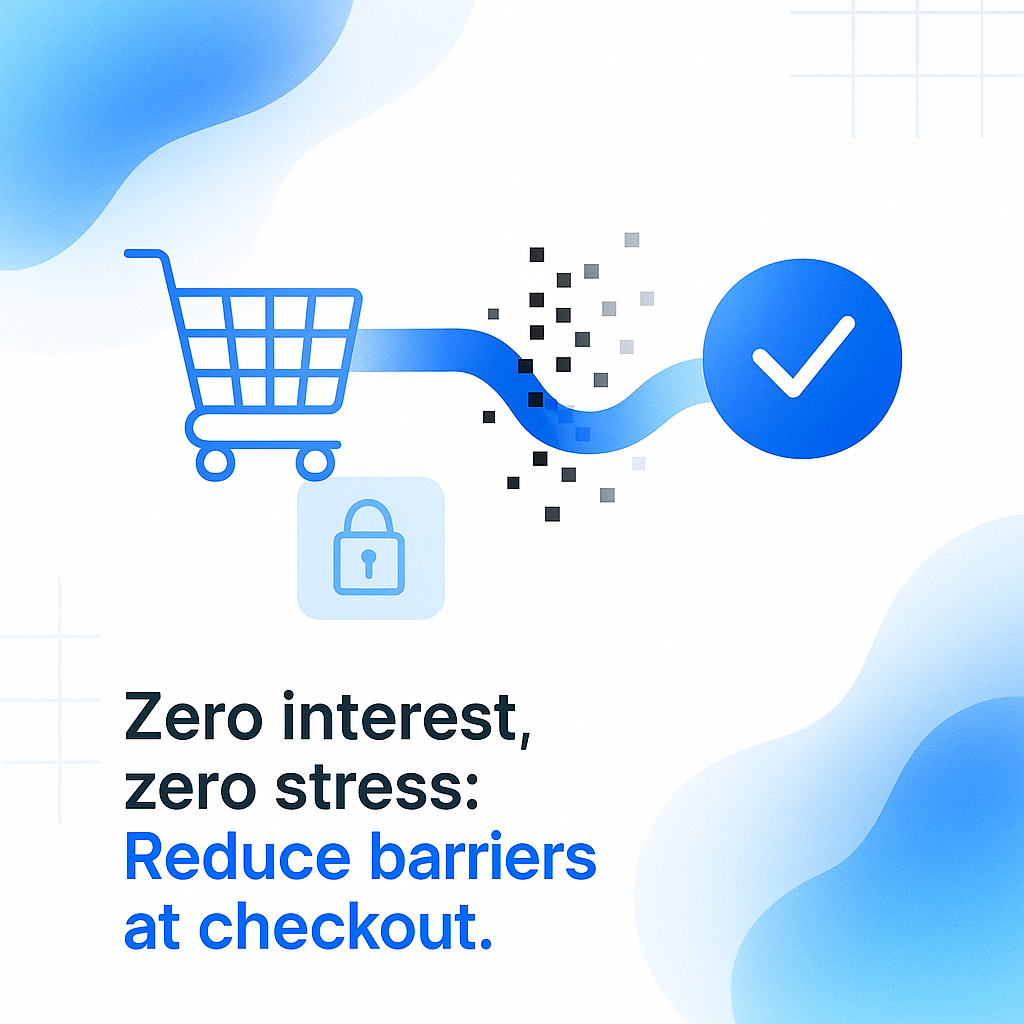 Zero interest,
zero stress:
Reduce barriers
at checkout.